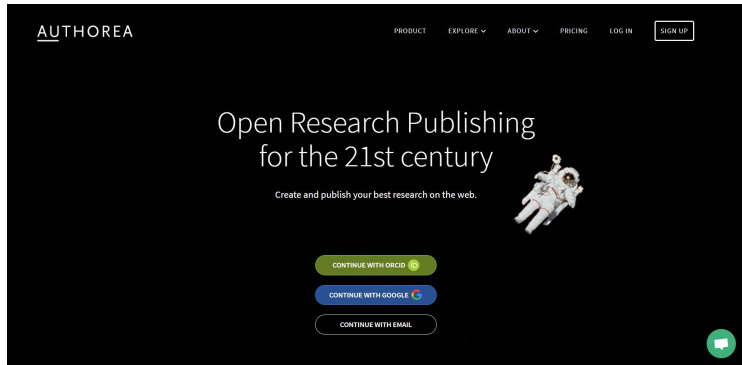 AUTHOREA
PRODUCT
EXPLORE
ABOUT
PRICING
LOG IN
SIGN UP
Open Research Publishing
for the 21st century
Create and publish your best research on the web.
CONTINUE WITH ORCID iD
CONTINUE WITH GOOGLE G
CONTINUE WITH EMAIL